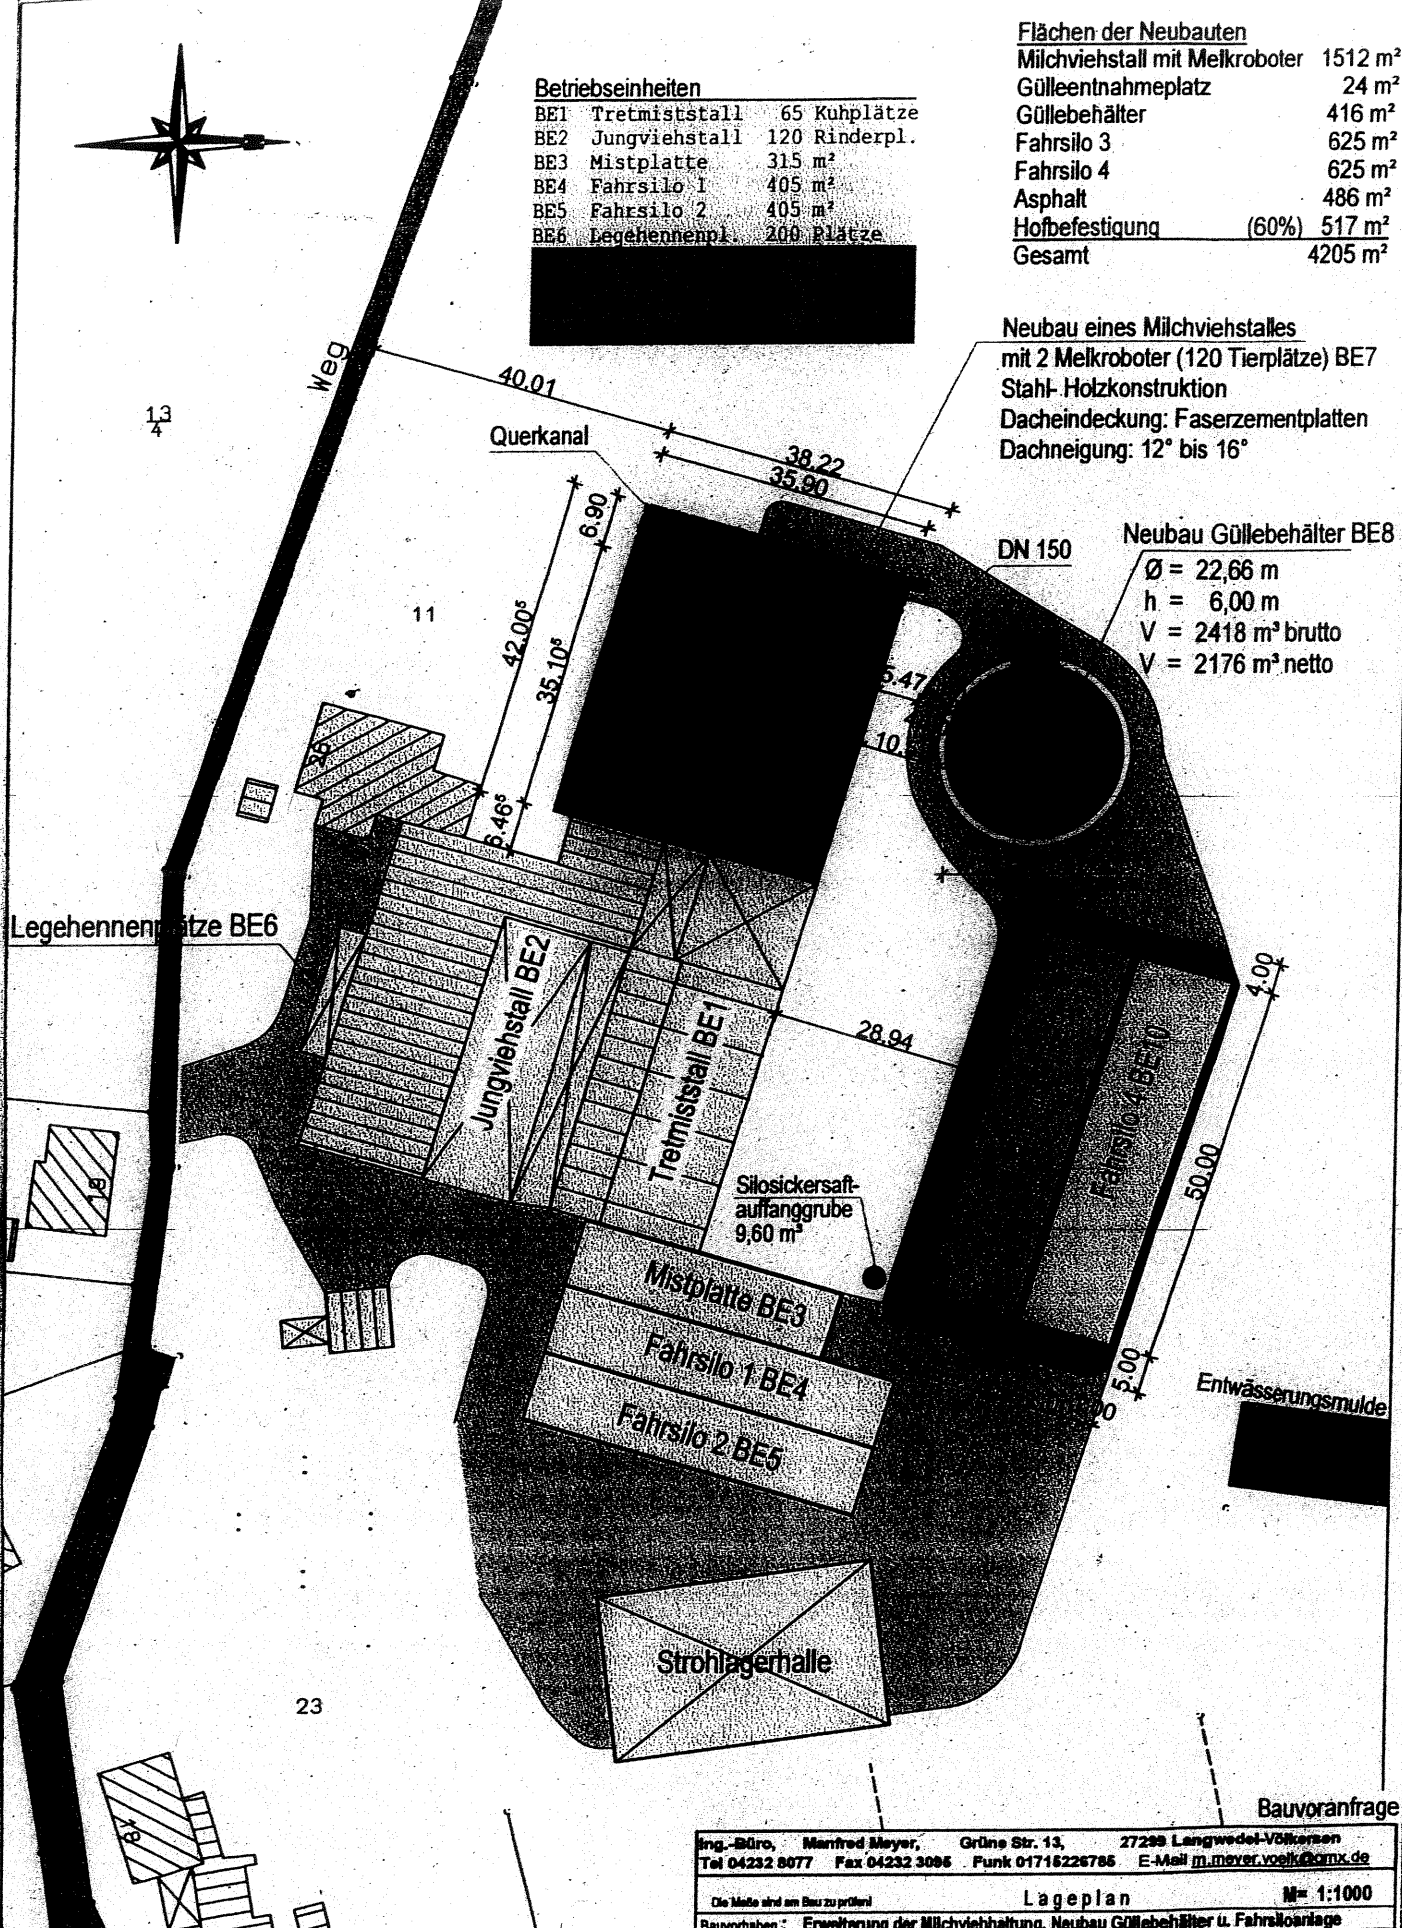 Flächen der Neubauten
Milchviehstall mit Melkroboter 1512 m²
Gülleentnahmeplatz 24 m²
Güllebehälter 416 m²
Fahrsilo 3 625 m²
Fahrsilo 4 625 m²
Asphalt 486 m²
Hofbefestigung (60%) 517 m²
Gesamt 4205 m²
Betriebseinheiten
BE1 Tretmiststall 65 Kuhplätze
BE2 Jungviehstall 120 Rinderpl.
BE3 Mistplatte 315 m²
BE4 Fahrsilo 1 405 m²
BE5 Fahrsilo 2 405 m²
BE6 Legehennenpl. 200 Plätze
Neubau eines Milchviehstalles
mit 2 Melkroboter (120 Tierplätze) BE7
Stahl- Holzkonstruktion
Dacheindeckung: Faserzementplatten
Dachneigung: 12° bis 16°
Weg
40.01
13
4
Querkanal
38.22
35.90
6.90
DN 150
Neubau Güllebehälter BE8
Ø = 22,66 m
h = 6,00 m
V = 2418 m³ brutto
V = 2176 m³ netto
11
42.00⁵
35.10⁵
5.47
10.
26
6.46⁵
Legehennenplätze BE6
Jungviehstall BE2
Tretmiststall BE1
28.94
4.00
Fahrsilo 4 BE10
50.00
19
Silosickersaft-
auffanggrube
9,60 m³
Mistplatte BE3
Fahrsilo 1 BE4
Fahrsilo 2 BE5
5.00
Entwässerungsmulde
Strohlagerhalle
23
Bauvoranfrage
Ing.-Büro, Manfred Meyer, Grüne Str. 13, 27299 Langwedel-Völkersen
Tel 04232 8077 Fax 04232 3095 Funk 01715226785 E-Mail m.meyer.voelk@gmx.de
Die Maße sind am Bau zu prüfen! Lageplan M= 1:1000
Bauvorhaben : Erweiterung der Milchviehhaltung, Neubau Güllebehälter u. Fahrsiloanlage